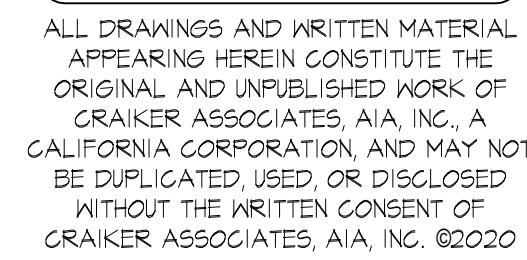 ALL DRAWINGS AND WRITTEN MATERIAL
APPEARING HEREIN CONSTITUTE THE
ORIGINAL AND UNPUBLISHED WORK OF
CRAIKER ASSOCIATES, AIA, INC., A
CALIFORNIA CORPORATION, AND MAY NOT
BE DUPLICATED, USED, OR DISCLOSED
WITHOUT THE WRITTEN CONSENT OF
CRAIKER ASSOCIATES, AIA, INC. ©2020